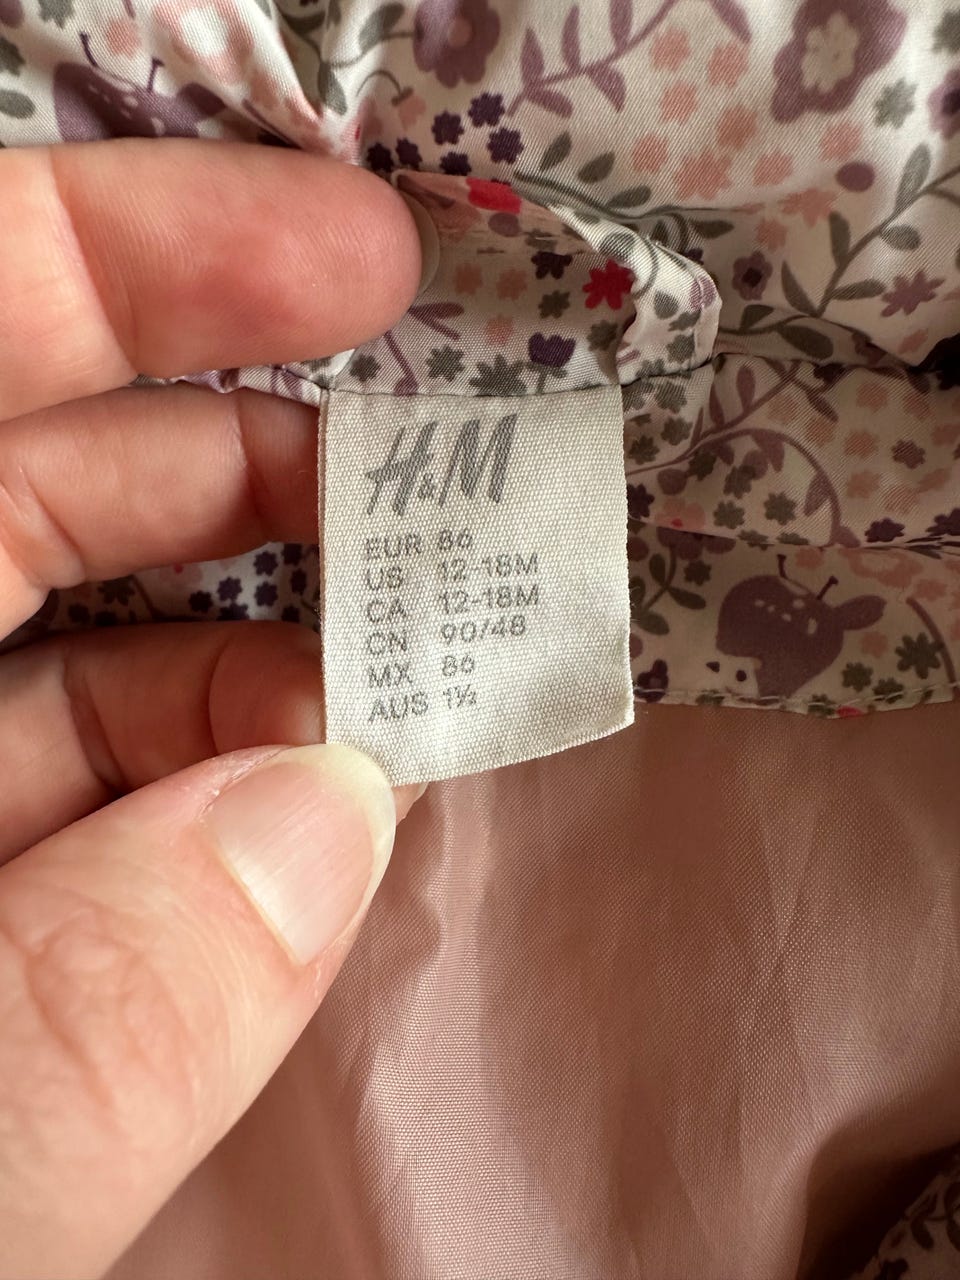 H&M
EUR 86
US 12-18M
CA 12-18M
CN 90/48
MX 86
AUS 1½